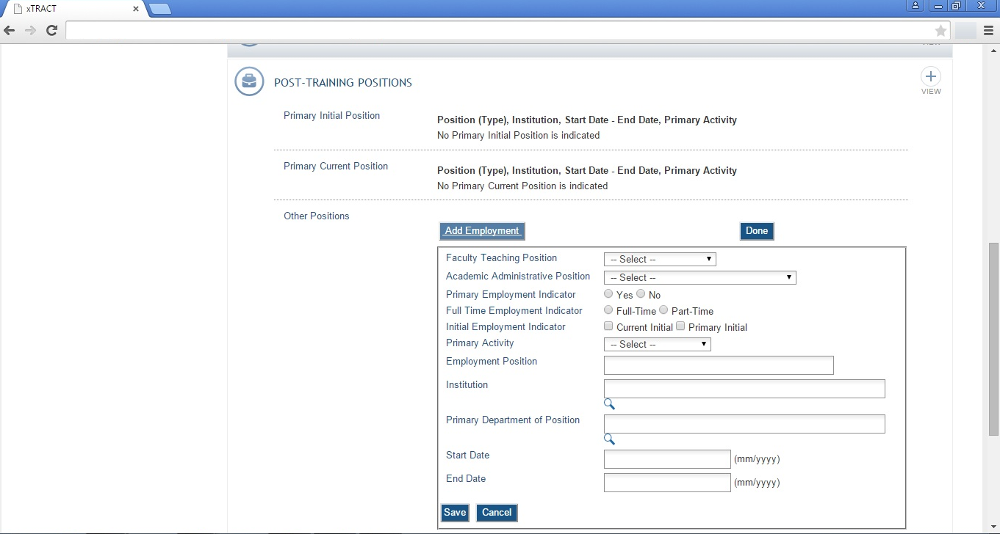 xTRACT
VIEW
POST-TRAINING POSITIONS
VIEW
Primary Initial Position
Position (Type), Institution, Start Date - End Date, Primary Activity
No Primary Initial Position is indicated
Primary Current Position
Position (Type), Institution, Start Date - End Date, Primary Activity
No Primary Current Position is indicated
Other Positions
Add Employment Done
Faculty Teaching Position -- Select --
Academic Administrative Position -- Select --
Primary Employment Indicator Yes No
Full Time Employment Indicator Full-Time Part-Time
Initial Employment Indicator Current Initial Primary Initial
Primary Activity -- Select --
Employment Position
Institution
Primary Department of Position
Start Date (mm/yyyy)
End Date (mm/yyyy)
Save Cancel